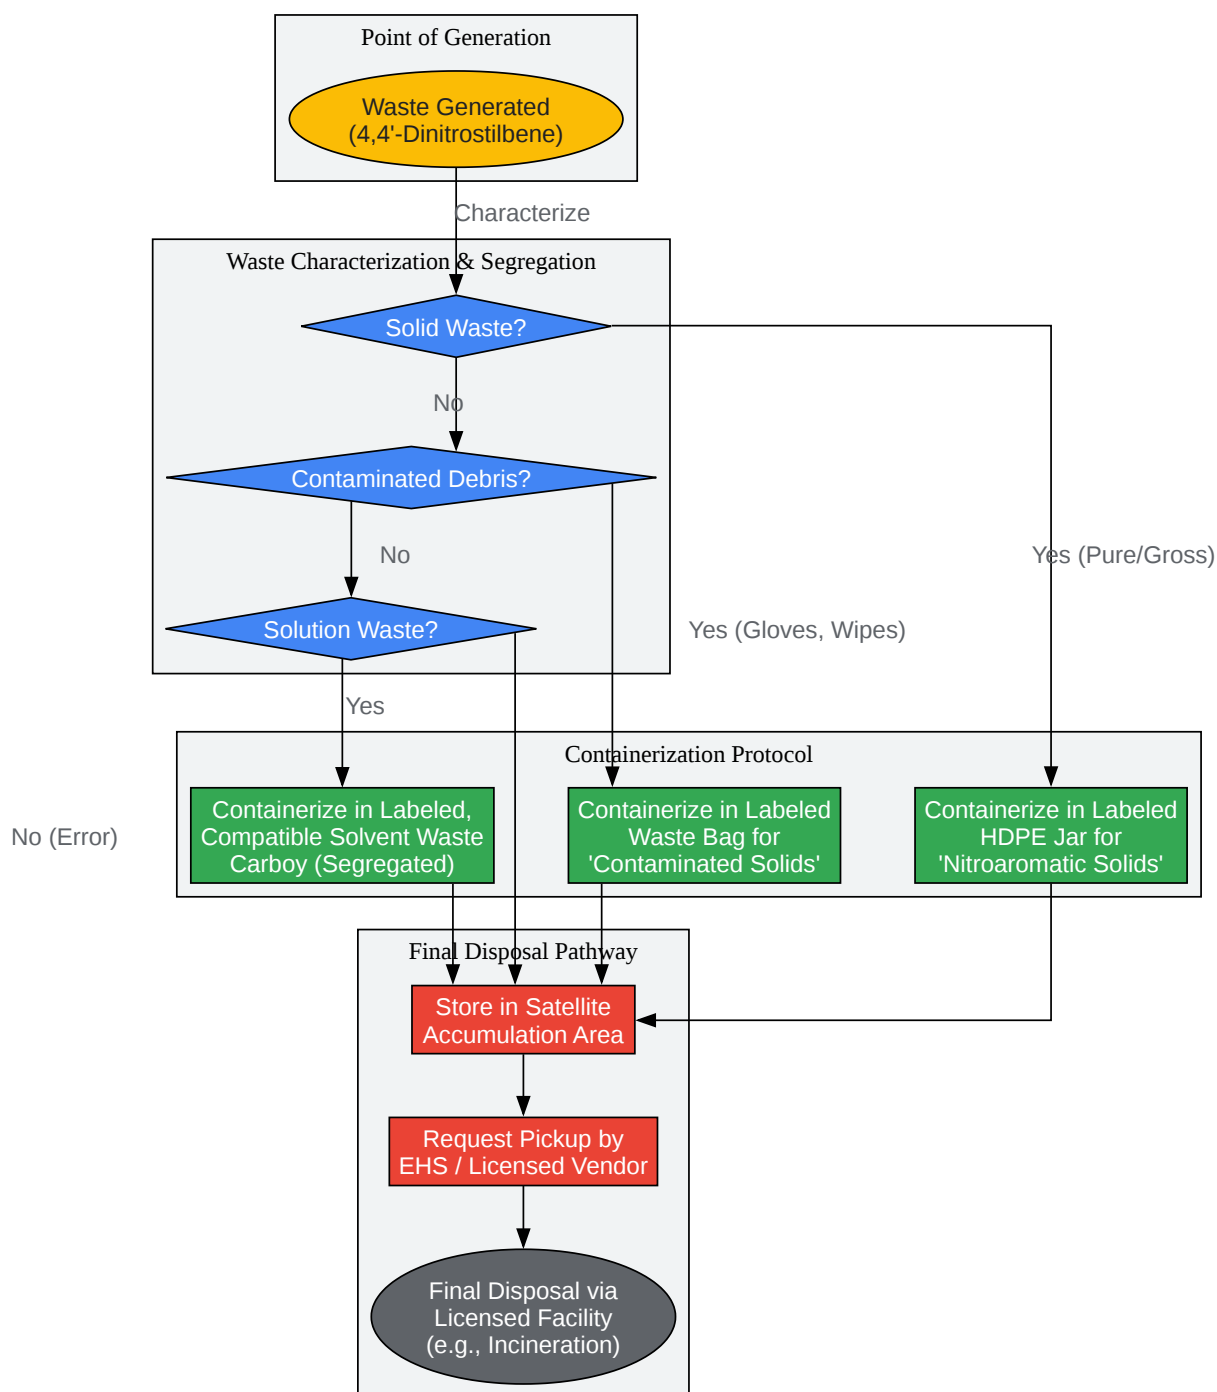 Point of Generation
Waste Generated
(4,4'-Dinitrostilbene)
Characterize
Waste Characterization & Segregation
Solid Waste?
No
Contaminated Debris?
No
Yes (Pure/Gross)
Solution Waste?
Yes (Gloves, Wipes)
Yes
Containerization Protocol
No (Error)
Containerize in Labeled,
Compatible Solvent Waste
Carboy (Segregated)
Containerize in Labeled
Waste Bag for
'Contaminated Solids'
Containerize in Labeled
HDPE Jar for
'Nitroaromatic Solids'
Final Disposal Pathway
Store in Satellite
Accumulation Area
Request Pickup by
EHS / Licensed Vendor
Final Disposal via
Licensed Facility
(e.g., Incineration)